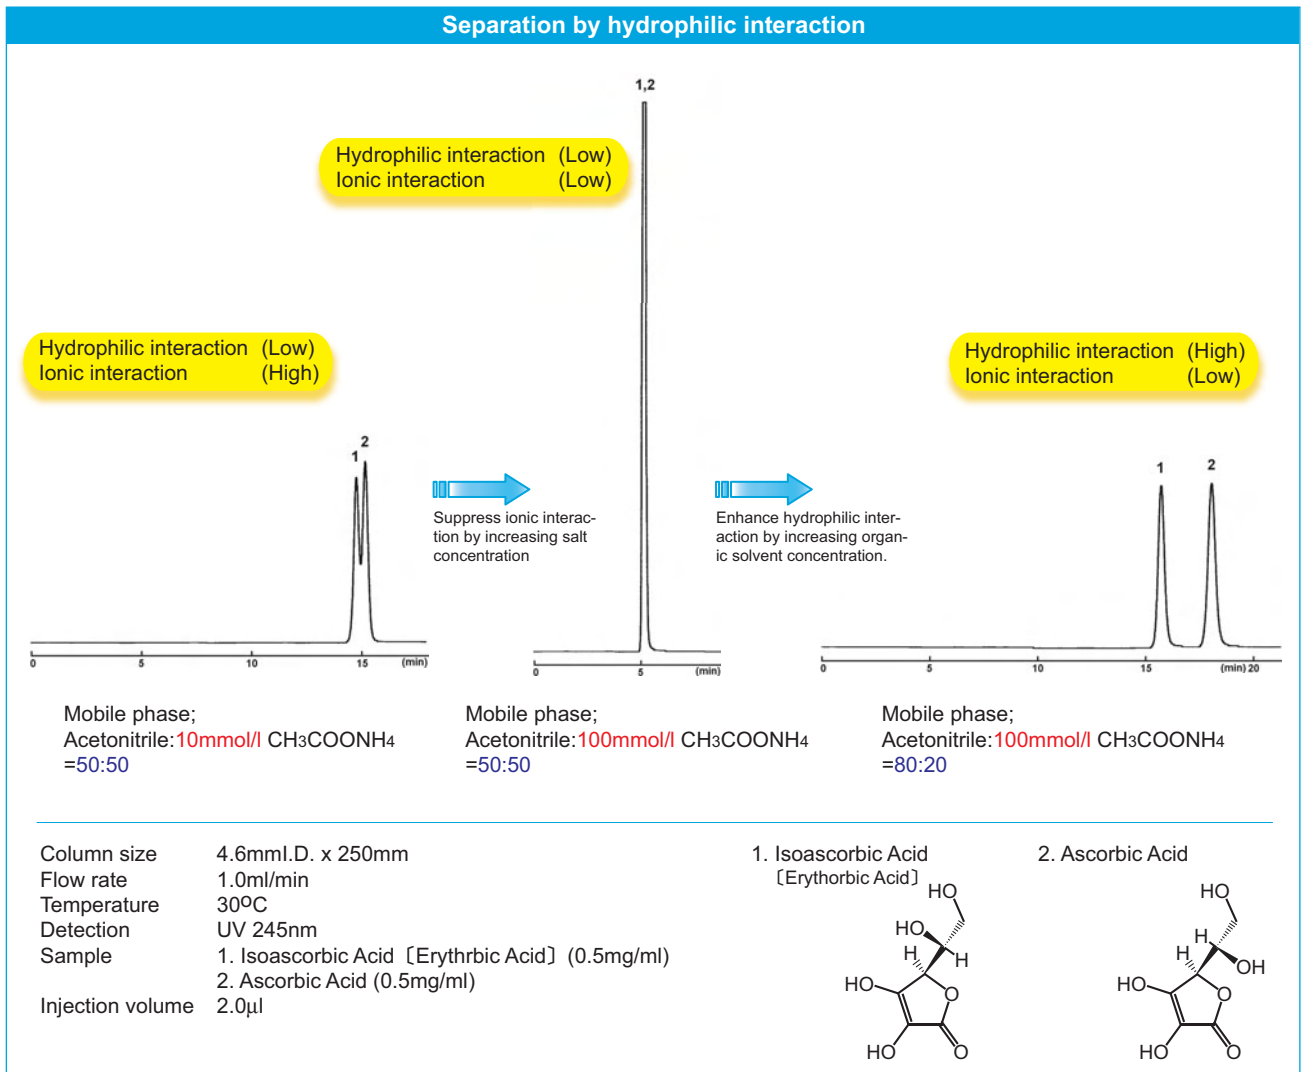 Separation by hydrophilic interaction
1,2
Hydrophilic interaction (Low)
Ionic interaction (Low)
Hydrophilic interaction (Low)
Ionic interaction (High)
Hydrophilic interaction (High)
Ionic interaction (Low)
1 2
1 2
Suppress ionic interac-
tion by increasing salt
concentration
Enhance hydrophilic inter-
action by increasing organ-
ic solvent concentration.
0 5 10 15 (min)
0 5 (min)
0 5 10 15 (min) 20
Mobile phase;
Acetonitrile:10mmol/l CH3COONH4
=50:50
Mobile phase;
Acetonitrile:100mmol/l CH3COONH4
=50:50
Mobile phase;
Acetonitrile:100mmol/l CH3COONH4
=80:20
Column size 4.6mmI.D. x 250mm
Flow rate 1.0ml/min
Temperature 30ºC
Detection UV 245nm
Sample 1. Isoascorbic Acid〔Erythrbic Acid〕(0.5mg/ml)
2. Ascorbic Acid (0.5mg/ml)
Injection volume 2.0µl
1. Isoascorbic Acid
〔Erythorbic Acid〕
HO
HO
H H
HO O
HO O
2. Ascorbic Acid
HO
H
H OH
HO O
HO O